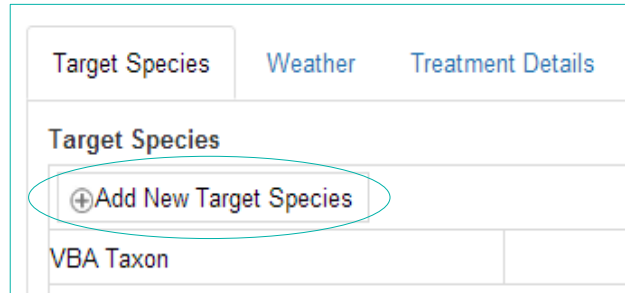 Target Species Weather Treatment Details
Target Species
Add New Target Species
VBA Taxon